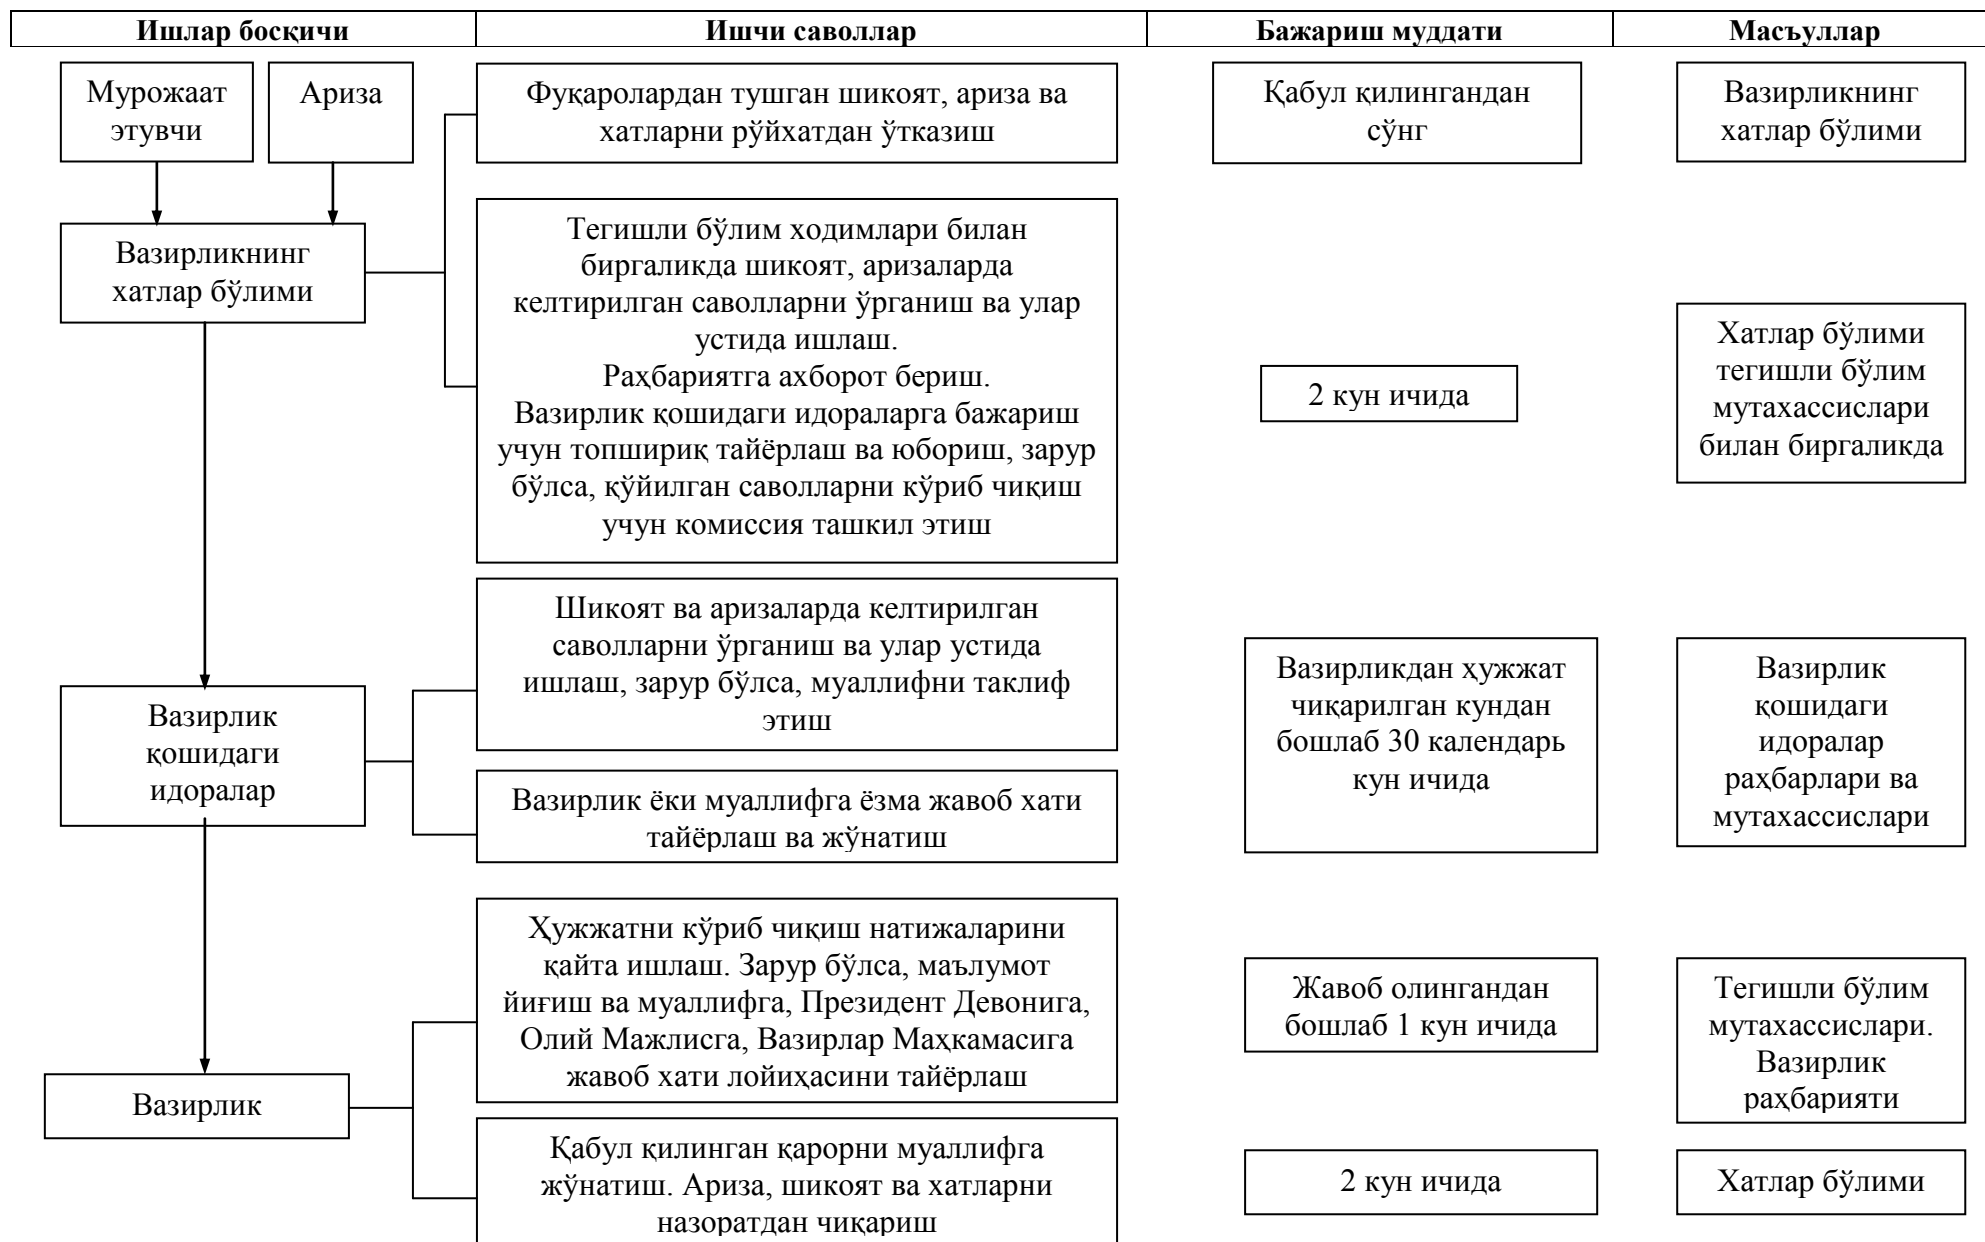 Ишлар босқичи
Ишчи саволлар
Бажариш муддати
Масъуллар
Мурожаат
этувчи
Ариза
Фуқаролардан тушган шикоят, ариза ва
хатларни рўйхатдан ўтказиш
Қабул қилингандан
сўнг
Вазирликнинг
хатлар бўлими
Вазирликнинг
хатлар бўлими
Тегишли бўлим ходимлари билан
биргаликда шикоят, аризаларда
келтирилган саволларни ўрганиш ва улар
устида ишлаш.
Раҳбариятга ахборот бериш.
Вазирлик қошидаги идораларга бажариш
учун топшириқ тайёрлаш ва юбориш, зарур
бўлса, қўйилган саволларни кўриб чиқиш
учун комиссия ташкил этиш
2 кун ичида
Хатлар бўлими
тегишли бўлим
мутахассислари
билан биргаликда
Вазирлик
қошидаги
идоралар
Шикоят ва аризаларда келтирилган
саволларни ўрганиш ва улар устида
ишлаш, зарур бўлса, муаллифни таклиф
этиш
Вазирлик ёки муаллифга ёзма жавоб хати
тайёрлаш ва жўнатиш
Вазирликдан ҳужжат
чиқарилган кундан
бошлаб 30 календарь
кун ичида
Вазирлик
қошидаги
идоралар
раҳбарлари ва
мутахассислари
Вазирлик
Ҳужжатни кўриб чиқиш натижаларини
қайта ишлаш. Зарур бўлса, маълумот
йиғиш ва муаллифга, Президент Девонига,
Олий Мажлисга, Вазирлар Маҳкамасига
жавоб хати лойиҳасини тайёрлаш
Жавоб олингандан
бошлаб 1 кун ичида
Тегишли бўлим
мутахассислари.
Вазирлик
раҳбарияти
Қабул қилинган қарорни муаллифга
жўнатиш. Ариза, шикоят ва хатларни
назоратдан чиқариш
2 кун ичида
Хатлар бўлими